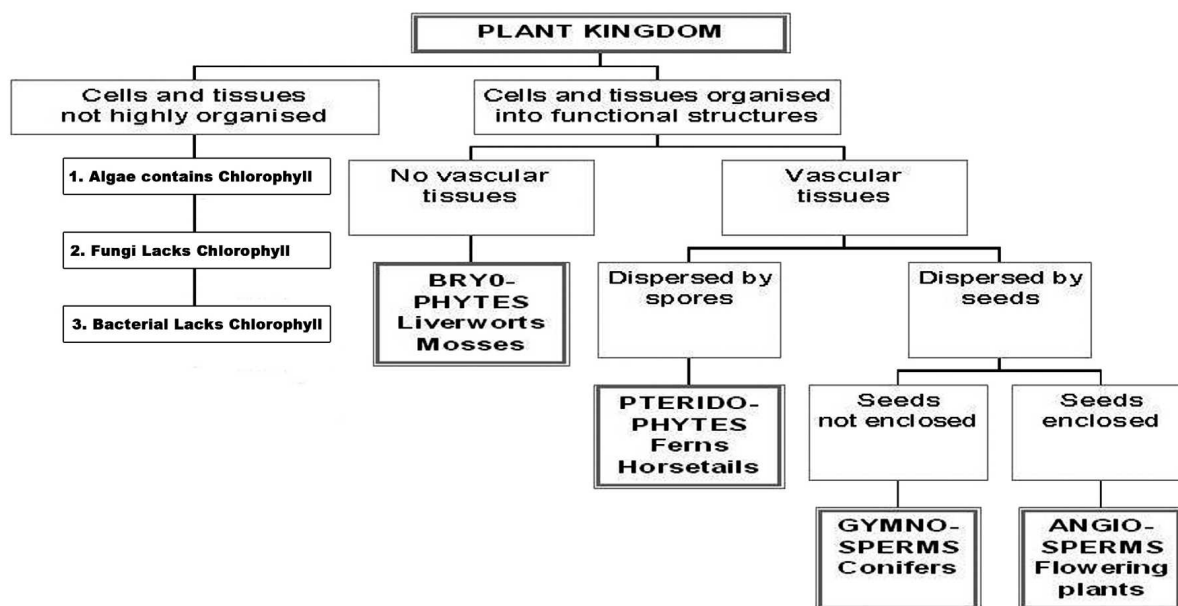 PLANT KINGDOM
Cells and tissues
not highly organised
Cells and tissues organised
into functional structures
1. Algae contains Chlorophyll
2. Fungi Lacks Chlorophyll
3. Bacterial Lacks Chlorophyll
No vascular
tissues
Vascular
tissues
BRY0-
PHYTES
Liverworts
Mosses
Dispersed by
spores
Dispersed by
seeds
PTERIDO-
PHYTES
Ferns
Horsetails
Seeds
not enclosed
Seeds
enclosed
GYMNO-
SPERMS
Conifers
ANGIO-
SPERMS
Flowering
plants